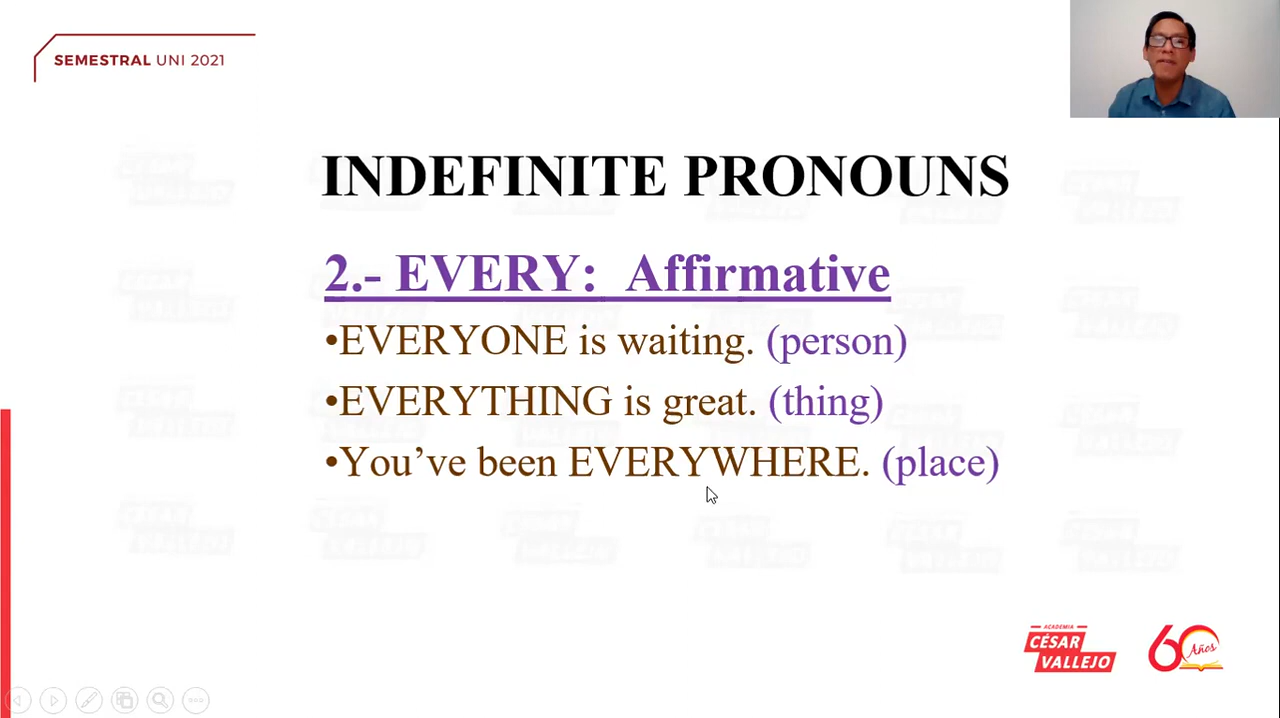 SEMESTRAL UNI 2021
INDEFINITE PRONOUNS
2.- EVERY: Affirmative
•EVERYONE is waiting. (person)
•EVERYTHING is great. (thing)
•You’ve been EVERYWHERE. (place)
ACADEMIA
CÉSAR
VALLEJO
60
Años